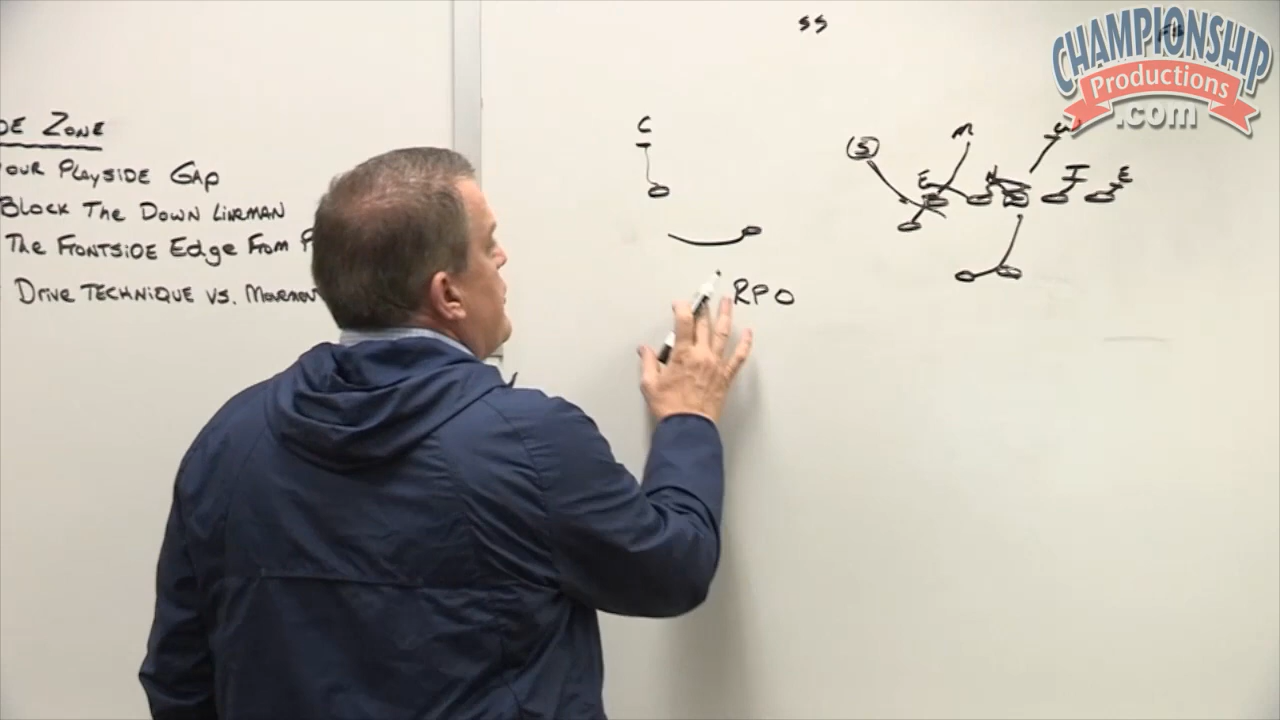 DE ZONE
OUR PLAYSIDE GAP
BLOCK THE DOWN LINEMAN
THE FRONTSIDE EDGE FROM
DRIVE TECHNIQUE VS. MOVEMENT
SS
C
S
M
W
E
N
T
E
RPO
CHAMPIONSHIP
Productions
.com